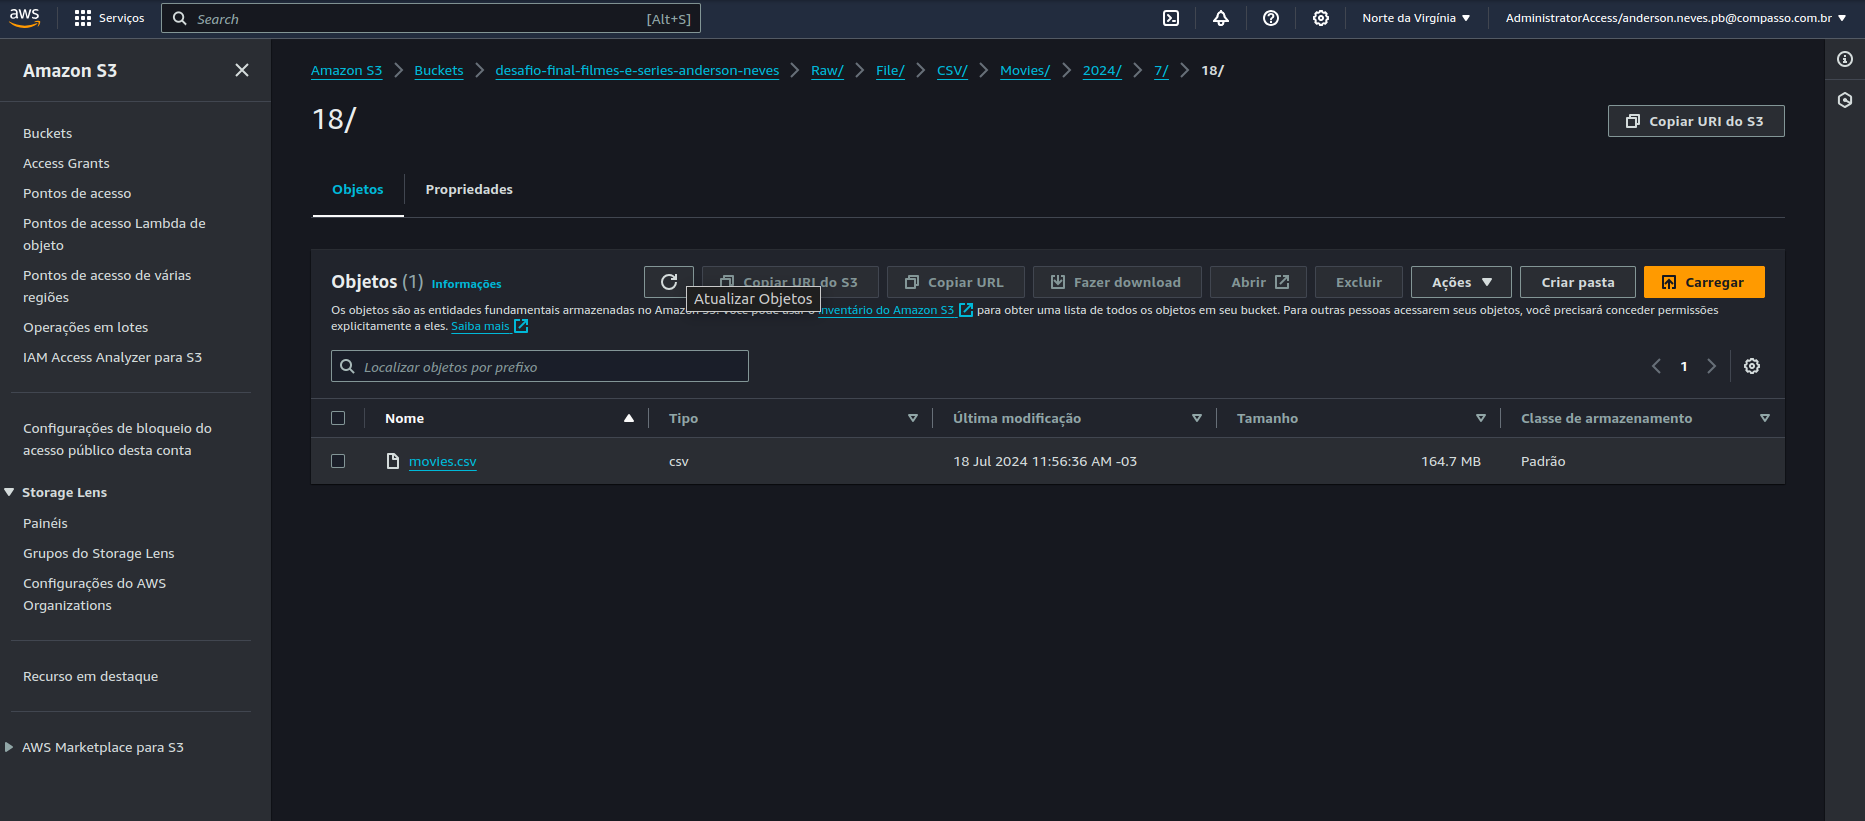 aws Serviços Search [Alt+S] Norte da Virgínia AdministratorAccess/anderson.neves.pb@compasso.com.br
Amazon S3
Buckets
Access Grants
Pontos de acesso
Pontos de acesso Lambda de
objeto
Pontos de acesso de várias
regiões
Operações em lotes
IAM Access Analyzer para S3
Configurações de bloqueio do
acesso público desta conta
Storage Lens
Painéis
Grupos do Storage Lens
Configurações do AWS
Organizations
Recurso em destaque
AWS Marketplace para S3
Amazon S3 Buckets desafio-final-filmes-e-series-anderson-neves Raw/ File/ CSV/ Movies/ 2024/ 7/ 18/
18/
Copiar URI do S3
Objetos Propriedades
Objetos (1) Informações Copiar URI do S3 Copiar URL Fazer download Abrir Excluir Ações Criar pasta Carregar
Atualizar Objetos
Os objetos são as entidades fundamentais armazenadas no Amazon S3. Você pode usar o inventário do Amazon S3 para obter uma lista de todos os objetos em seu bucket. Para outras pessoas acessarem seus objetos, você precisará conceder permissões
explicitamente a eles. Saiba mais
Localizar objetos por prefixo 1
Nome Tipo Última modificação Tamanho Classe de armazenamento
movies.csv csv 18 Jul 2024 11:56:36 AM -03 164.7 MB Padrão